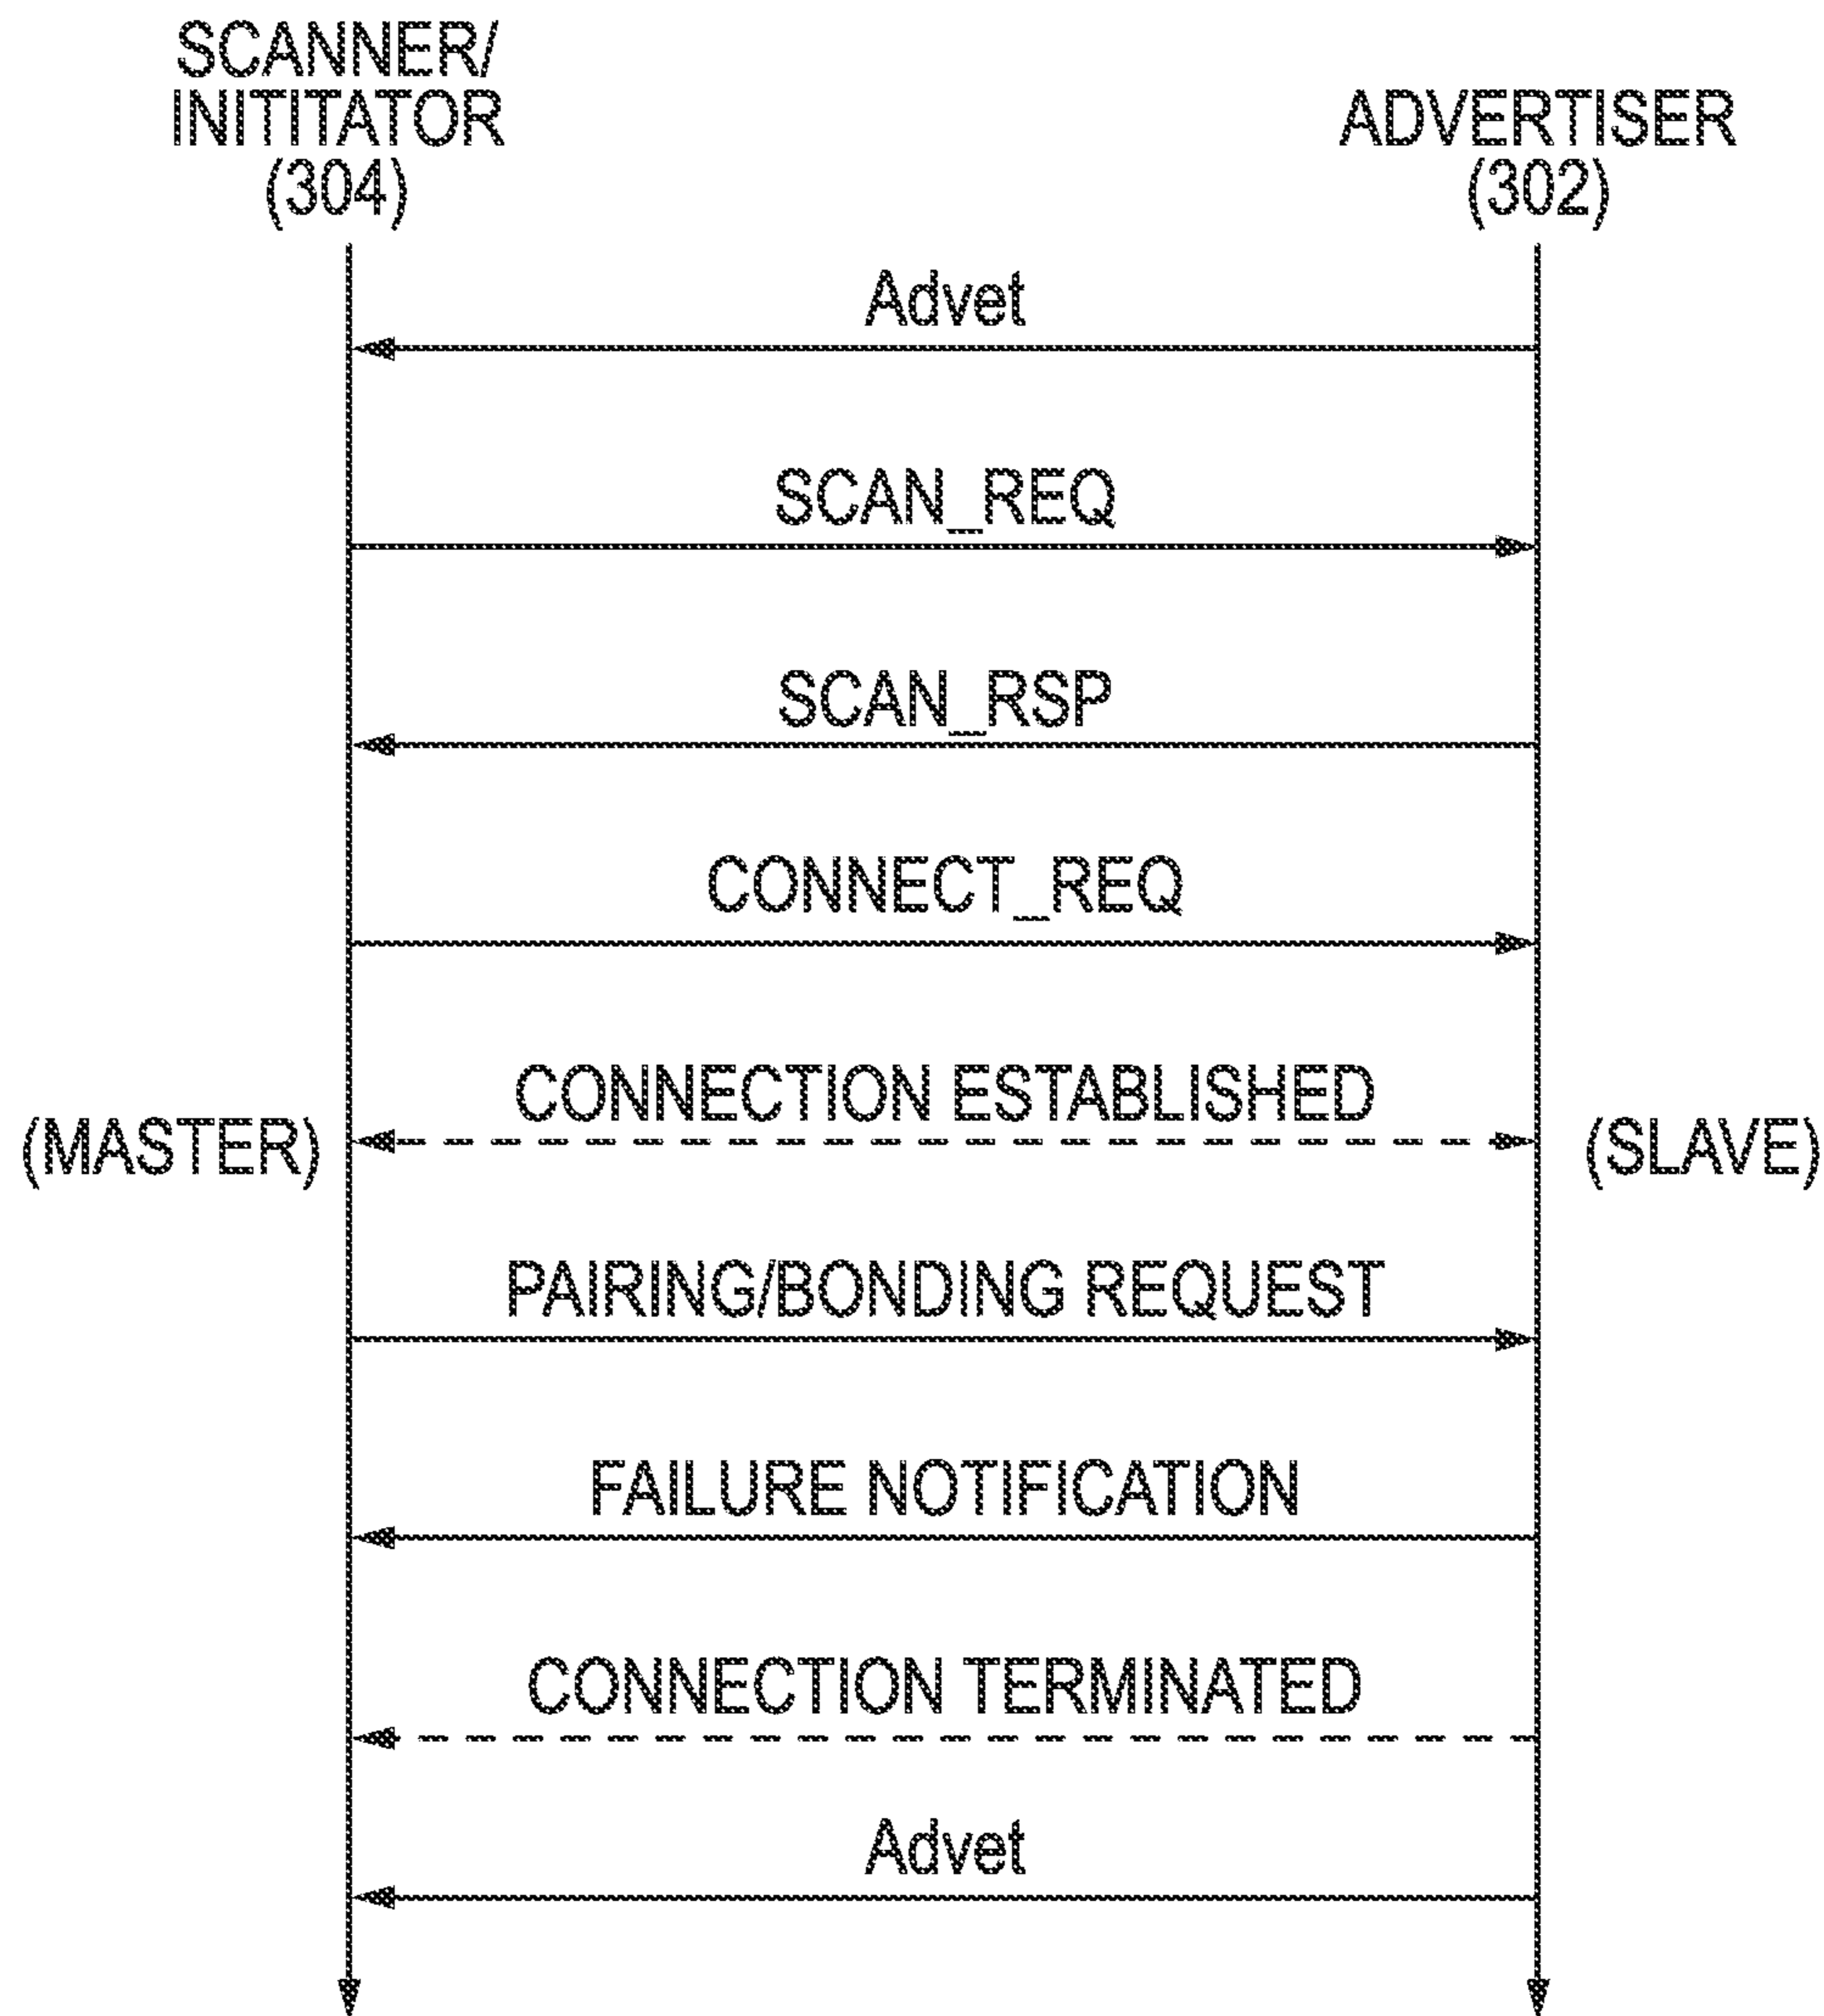 SCANNER/
INITITATOR
(304)
ADVERTISER
(302)
Advet
SCAN_REQ
SCAN_RSP
CONNECT_REQ
CONNECTION ESTABLISHED
(MASTER)
(SLAVE)
PAIRING/BONDING REQUEST
FAILURE NOTIFICATION
CONNECTION TERMINATED
Advet